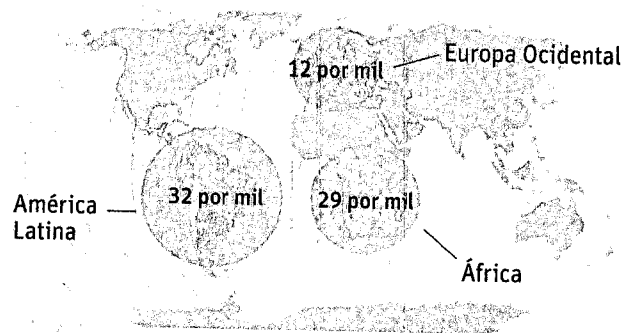 Europa Ocidental
12 por mil
32 por mil
29 por mil
América
Latina
África